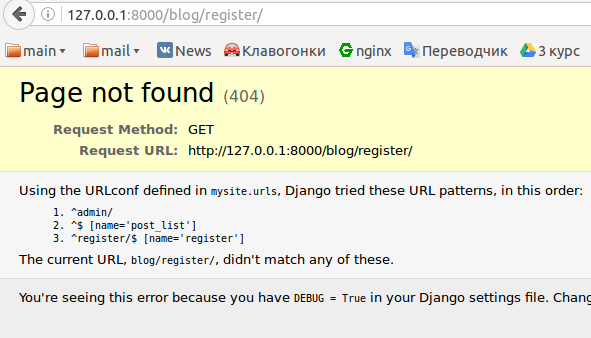 127.0.0.1:8000/blog/register/
main mail News Клавогонки nginx Переводчик 3 курс
Page not found (404)
Request Method: GET
Request URL: http://127.0.0.1:8000/blog/register/
Using the URLconf defined in mysite.urls, Django tried these URL patterns, in this order:
1. ^admin/
2. ^$ [name='post_list']
3. ^register/$ [name='register']
The current URL, blog/register/, didn't match any of these.
You're seeing this error because you have DEBUG = True in your Django settings file. Chang